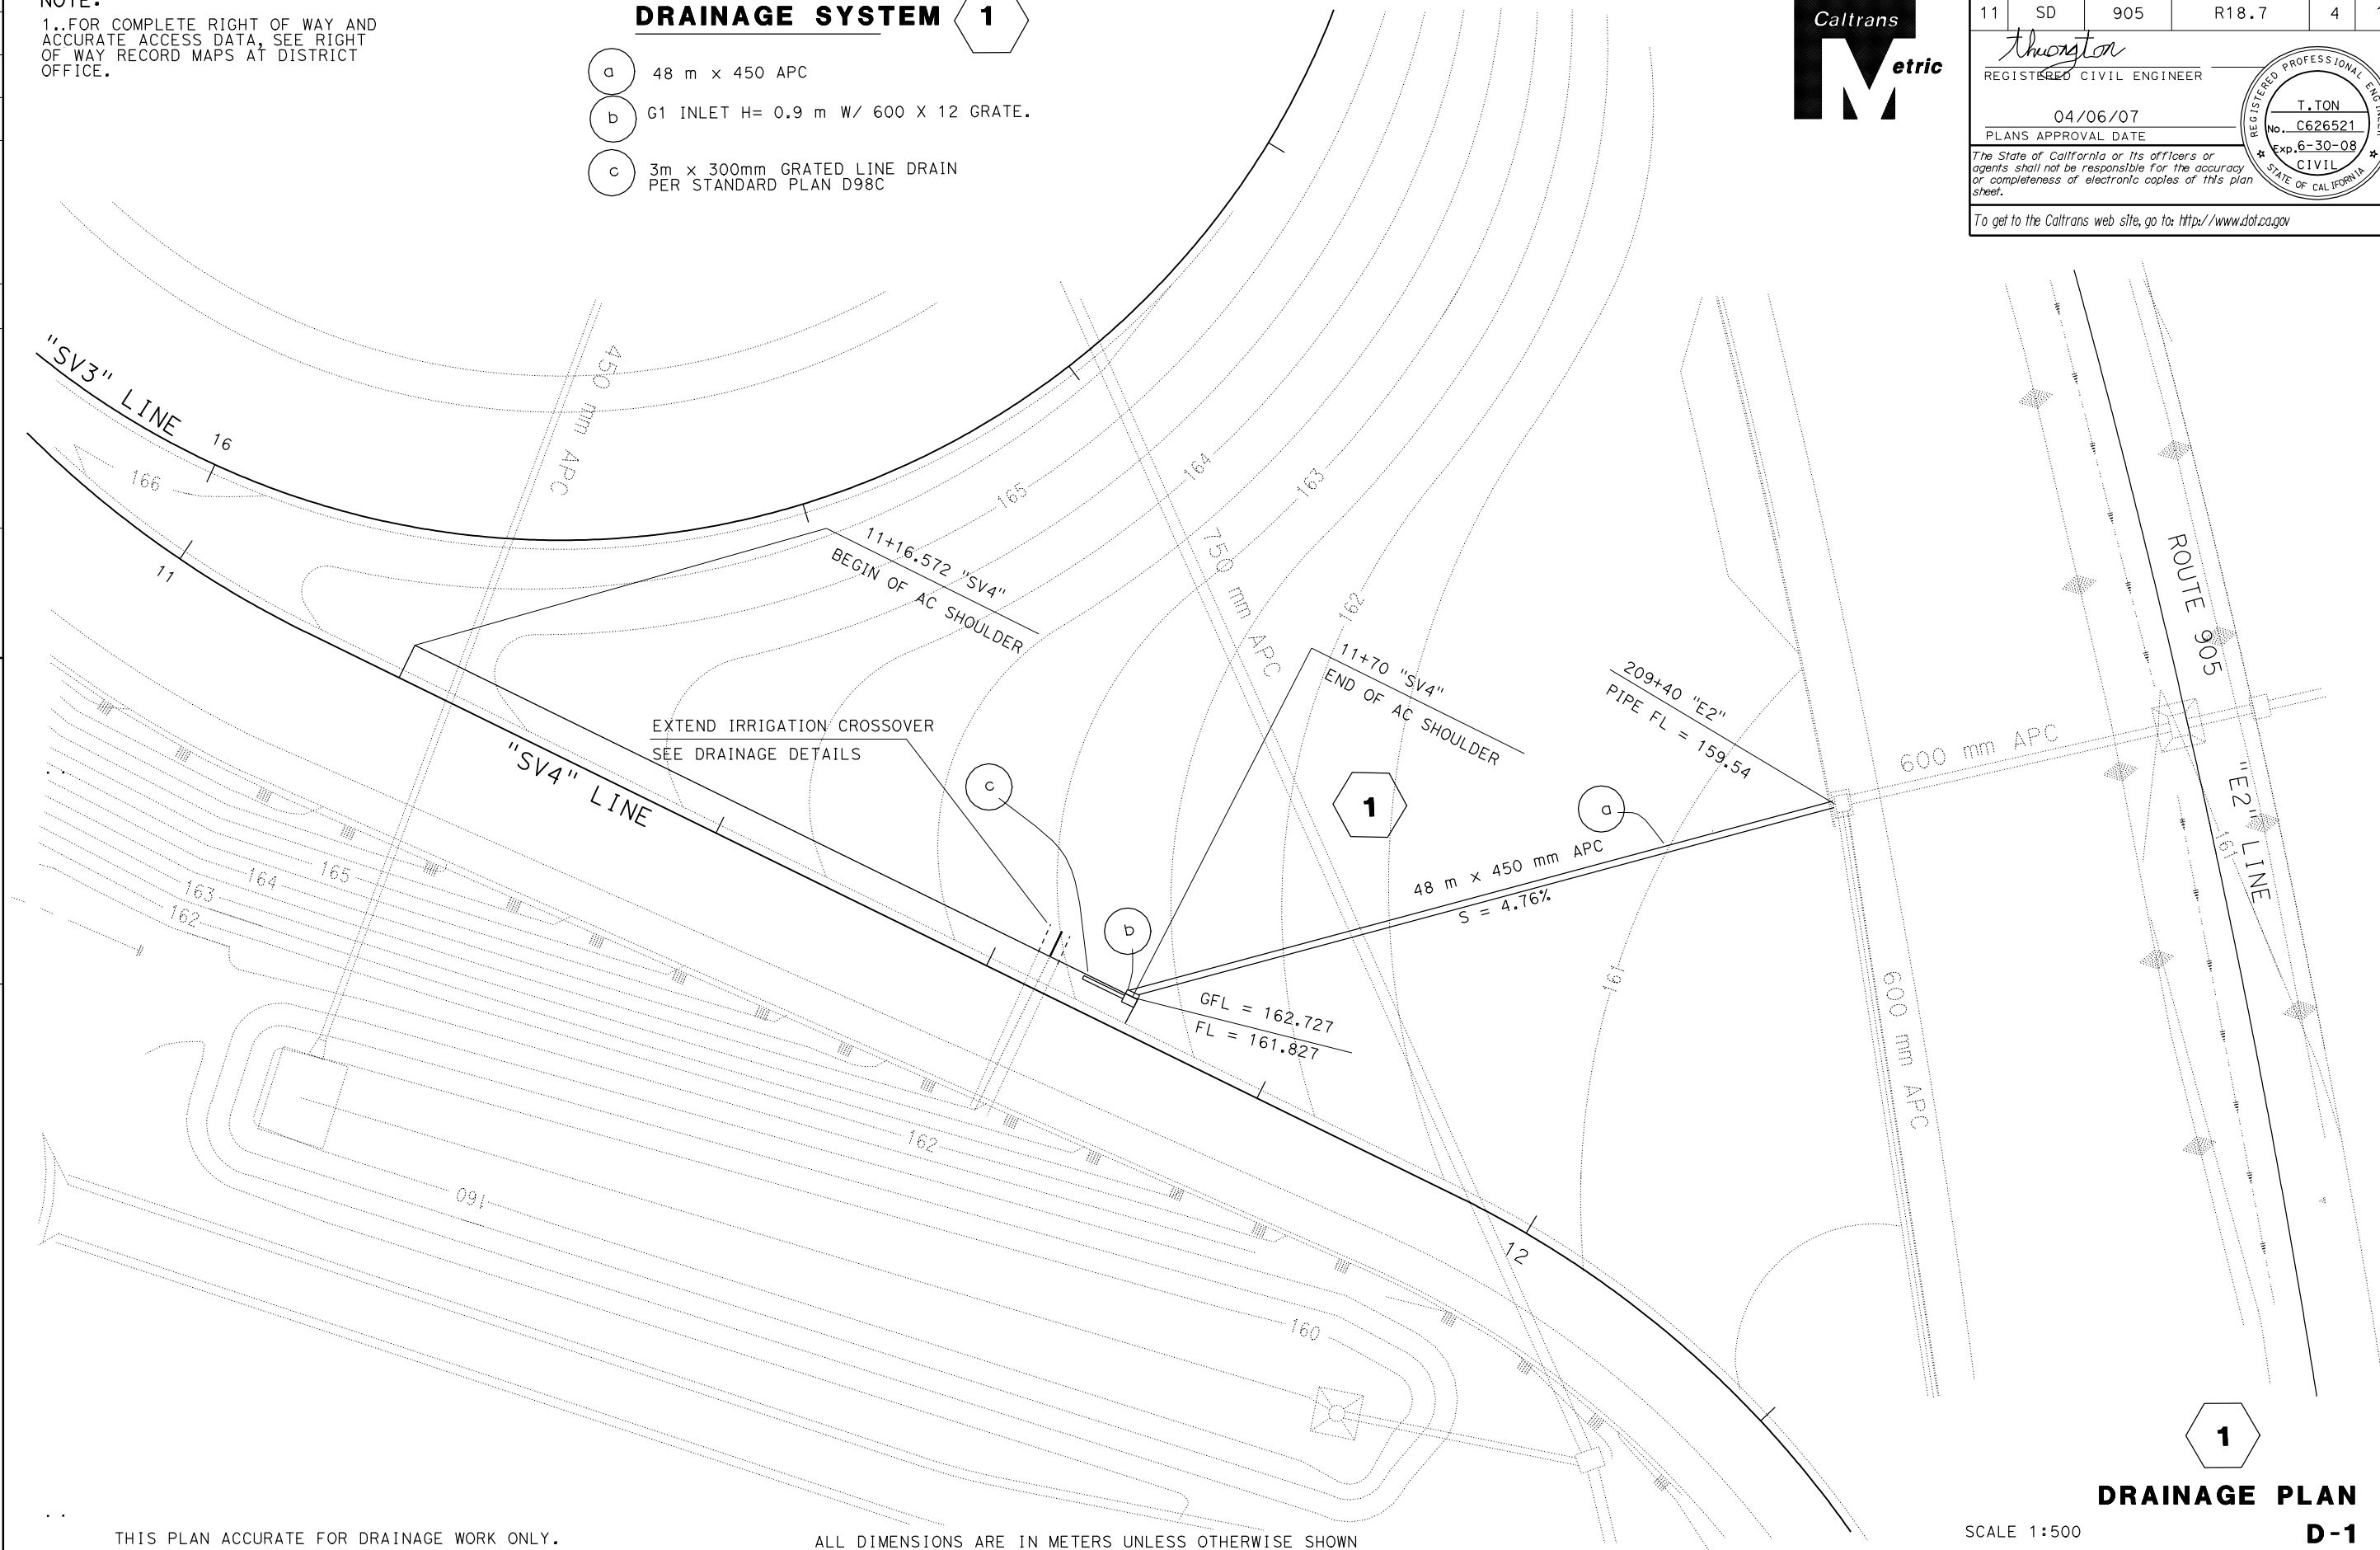 NOTE:
1..FOR COMPLETE RIGHT OF WAY AND
ACCURATE ACCESS DATA, SEE RIGHT
OF WAY RECORD MAPS AT DISTRICT
OFFICE.
DRAINAGE SYSTEM 1
a 48 m x 450 APC
b G1 INLET H= 0.9 m W/ 600 X 12 GRATE.
c 3m x 300mm GRATED LINE DRAIN
PER STANDARD PLAN D98C
Caltrans
Metric
11 SD 905 R18.7 4
REGISTERED CIVIL ENGINEER
04/06/07
PLANS APPROVAL DATE
The State of California or its officers or
agents shall not be responsible for the accuracy
or completeness of electronic copies of this plan
sheet.
To get to the Caltrans web site, go to: http://www.dot.ca.gov
REGISTERED PROFESSIONAL ENGINEER
T.TON
No. C626521
Exp. 6-30-08
CIVIL
STATE OF CALIFORNIA
"SV3" LINE
16
166
11
450 mm APC
165
164
163
162
11+16.572 "SV4"
BEGIN OF AC SHOULDER
750 mm APC
11+70 "SV4"
END OF AC SHOULDER
209+40 "E2"
PIPE FL = 159.54
ROUTE 905
600 mm APC
"E2" LINE
161
EXTEND IRRIGATION CROSSOVER
SEE DRAINAGE DETAILS
"SV4" LINE
c
1
a
48 m x 450 mm APC
S = 4.76%
b
GFL = 162.727
FL = 161.827
161
600 mm APC
165
164
163
162
162
160
160
12
1
DRAINAGE PLAN
SCALE 1:500
D-1
THIS PLAN ACCURATE FOR DRAINAGE WORK ONLY.
ALL DIMENSIONS ARE IN METERS UNLESS OTHERWISE SHOWN